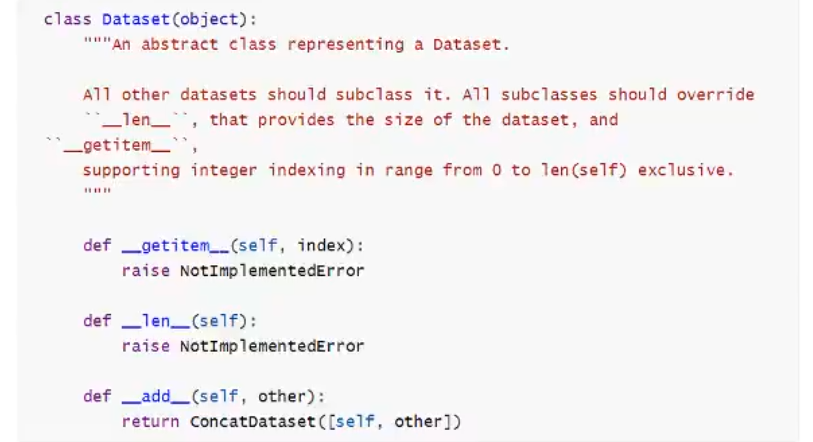 class Dataset(object):
    """An abstract class representing a Dataset.
    All other datasets should subclass it. All subclasses should override
    ``__len__``, that provides the size of the dataset, and
``__getitem__``,
    supporting integer indexing in range from 0 to len(self) exclusive.
    """
    def __getitem__(self, index):
        raise NotImplementedError
    def __len__(self):
        raise NotImplementedError
    def __add__(self, other):
        return ConcatDataset([self, other])